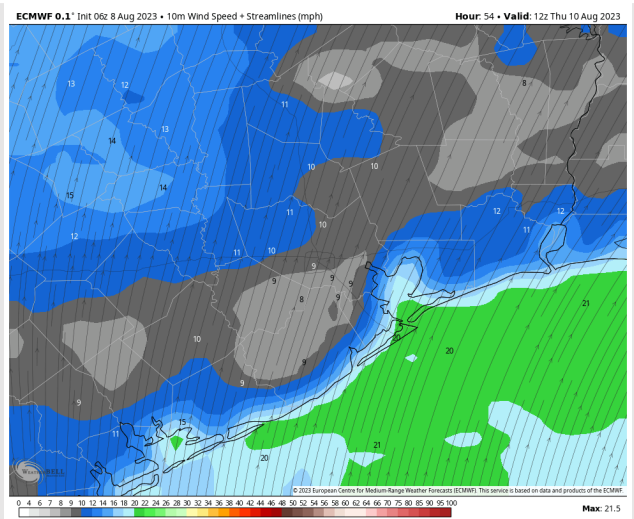 ECMWF 0.1° Init 06z 8 Aug 2023 • 10m Wind Speed + Streamlines (mph) Hour: 54 • Valid: 12z Thu 10 Aug 2023
13 12 8
11
13
14
10 10
15 14
11 12 12
12 10 11
11 10
9 9
9 9
8 9 21
20
10 20
9
9
9
11 15
20 21
WeatherBELL
© 2023 European Centre for Medium-Range Weather Forecasts (ECMWF). This service is based on data and products of the ECMWF.
0 4 6 7 8 9 10 12 14 16 18 20 22 24 26 28 30 32 34 36 38 40 42 44 46 48 50 52 54 56 58 60 65 70 75 80 85 90 95 100 Max: 21.5